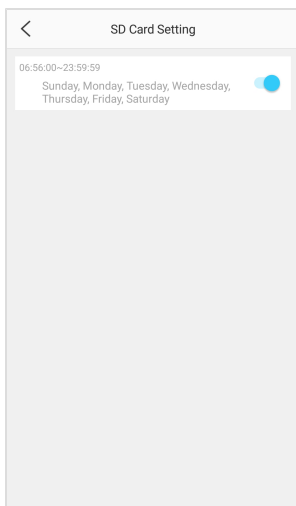 SD Card Setting
06:56:00~23:59:59
Sunday, Monday, Tuesday, Wednesday,
Thursday, Friday, Saturday